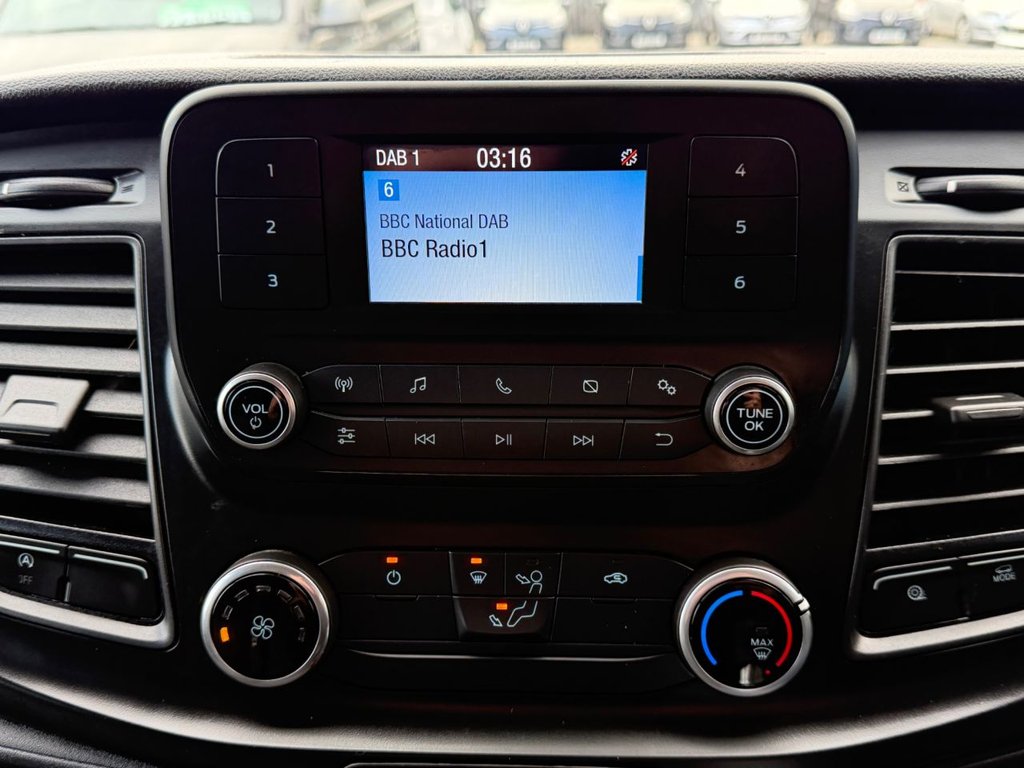 DAB 1 03:16
6
BBC National DAB
BBC Radio1
1
2
3
4
5
6
VOL
TUNE
OK
A
OFF
MAX
MODE